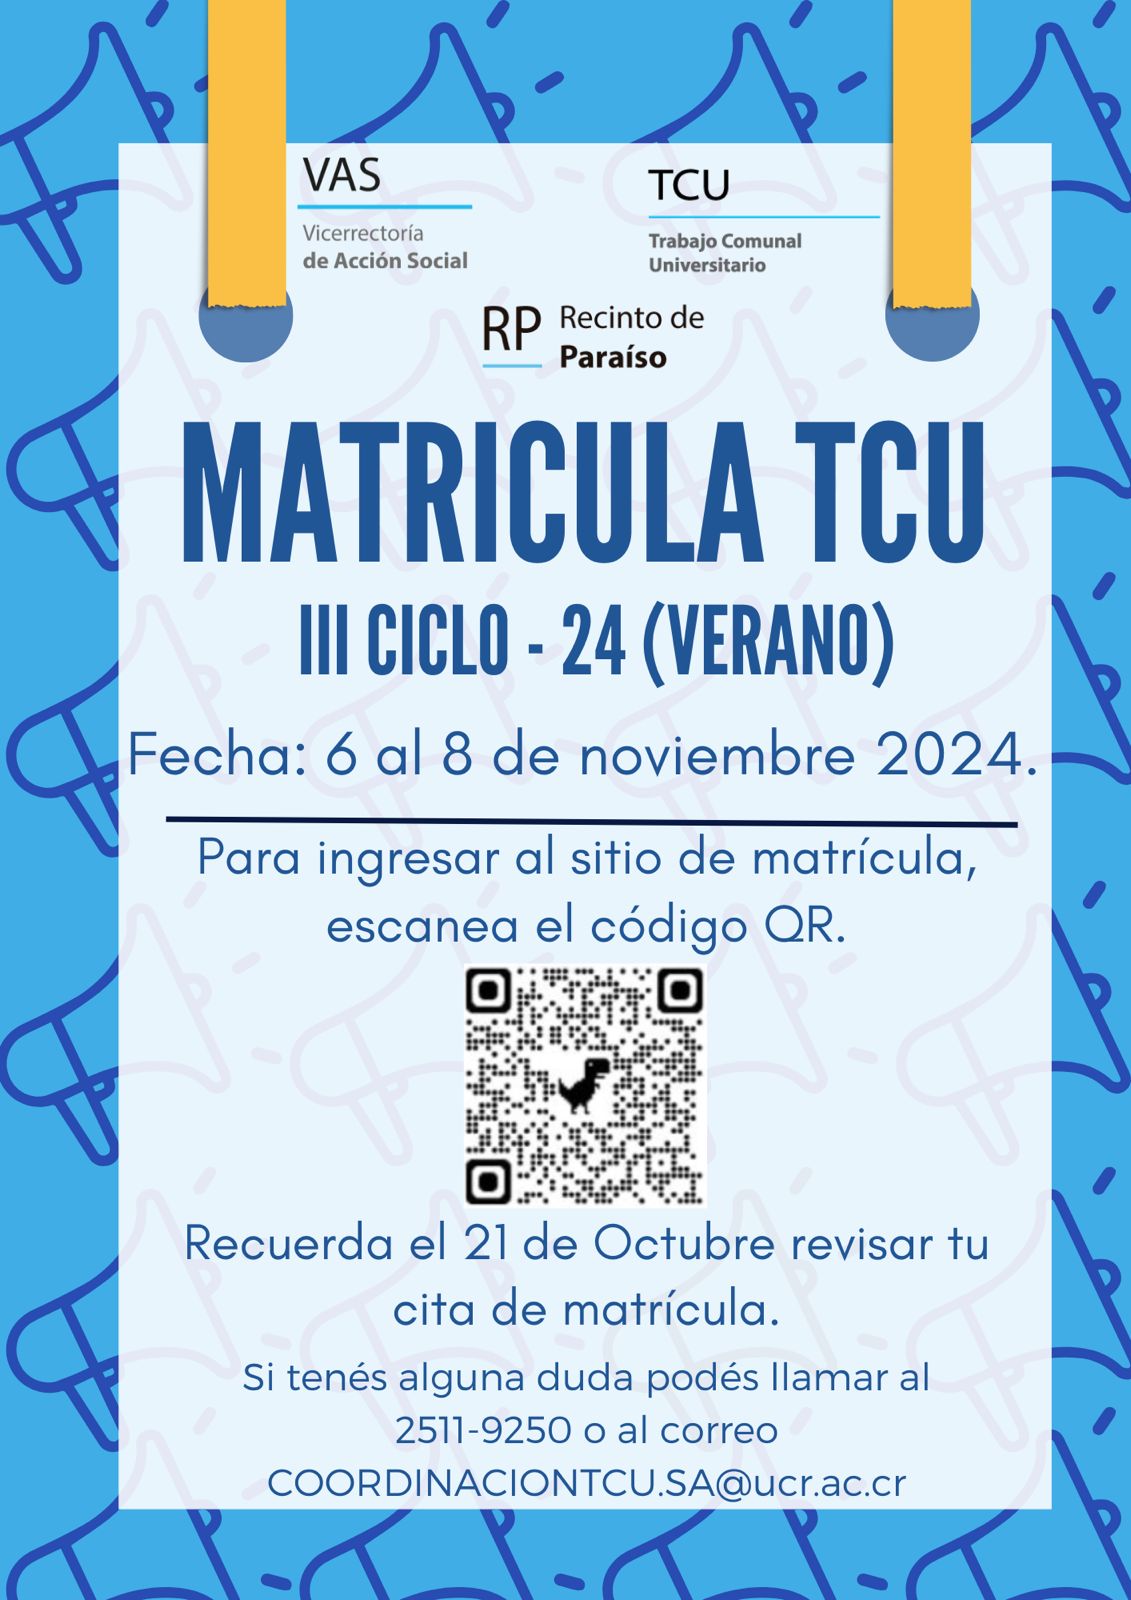 VAS
Vicerrectoría
de Acción Social
TCU
Trabajo Comunal
Universitario
RP
Recinto de
Paraíso
MATRICULA TCU
III CICLO - 24 (VERANO)
Fecha: 6 al 8 de noviembre 2024.
Para ingresar al sitio de matrícula,
escanea el código QR.
Recuerda el 21 de Octubre revisar tu
cita de matrícula.
Si tenés alguna duda podés llamar al
2511-9250 o al correo
COORDINACIONTCU.SA@ucr.ac.cr